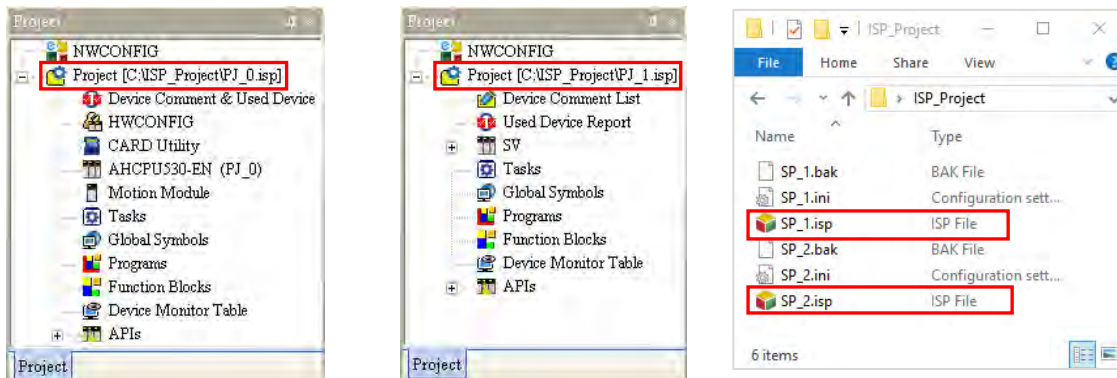 Project
NWCONFIG
Project [C:\ISP_Project\PJ_0.isp]
Device Comment & Used Device
HWCONFIG
CARD Utility
AHCPU530-EN (PJ_0)
Motion Module
Tasks
Global Symbols
Programs
Function Blocks
Device Monitor Table
APIs
Project
Project
NWCONFIG
Project [C:\ISP_Project\PJ_1.isp]
Device Comment List
Used Device Report
SV
Tasks
Global Symbols
Programs
Function Blocks
Device Monitor Table
APIs
Project
ISP_Project
File Home Share View
ISP_Project
Name Type
SP_1.bak BAK File
SP_1.ini Configuration sett...
SP_1.isp ISP File
SP_2.bak BAK File
SP_2.ini Configuration sett...
SP_2.isp ISP File
6 items